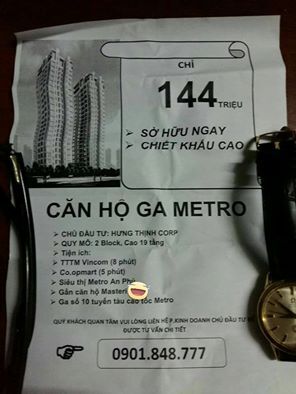 CHỈ
144 TRIỆU
➤ SỞ HỮU NGAY
➤ CHIẾT KHẤU CAO
CĂN HỘ GA METRO
➤ CHỦ ĐẦU TƯ: HƯNG THỊNH CORP
➤ QUY MÔ: 2 Block, Cao 19 tầng
➤ Tiện ích:
➤ TTTM Vincom (8 phút)
➤ Co.opmart (5 phút)
➤ Siêu thị Metro An Phú
➤ Gần căn hộ Masteri
➤ Ga số 10 tuyến tàu cao tốc Metro
QUÝ KHÁCH QUAN TÂM VUI LÒNG LIÊN HỆ P.KINH DOANH CHỦ ĐẦU TƯ
ĐƯỢC TƯ VẤN CHI TIẾT
0901.848.777